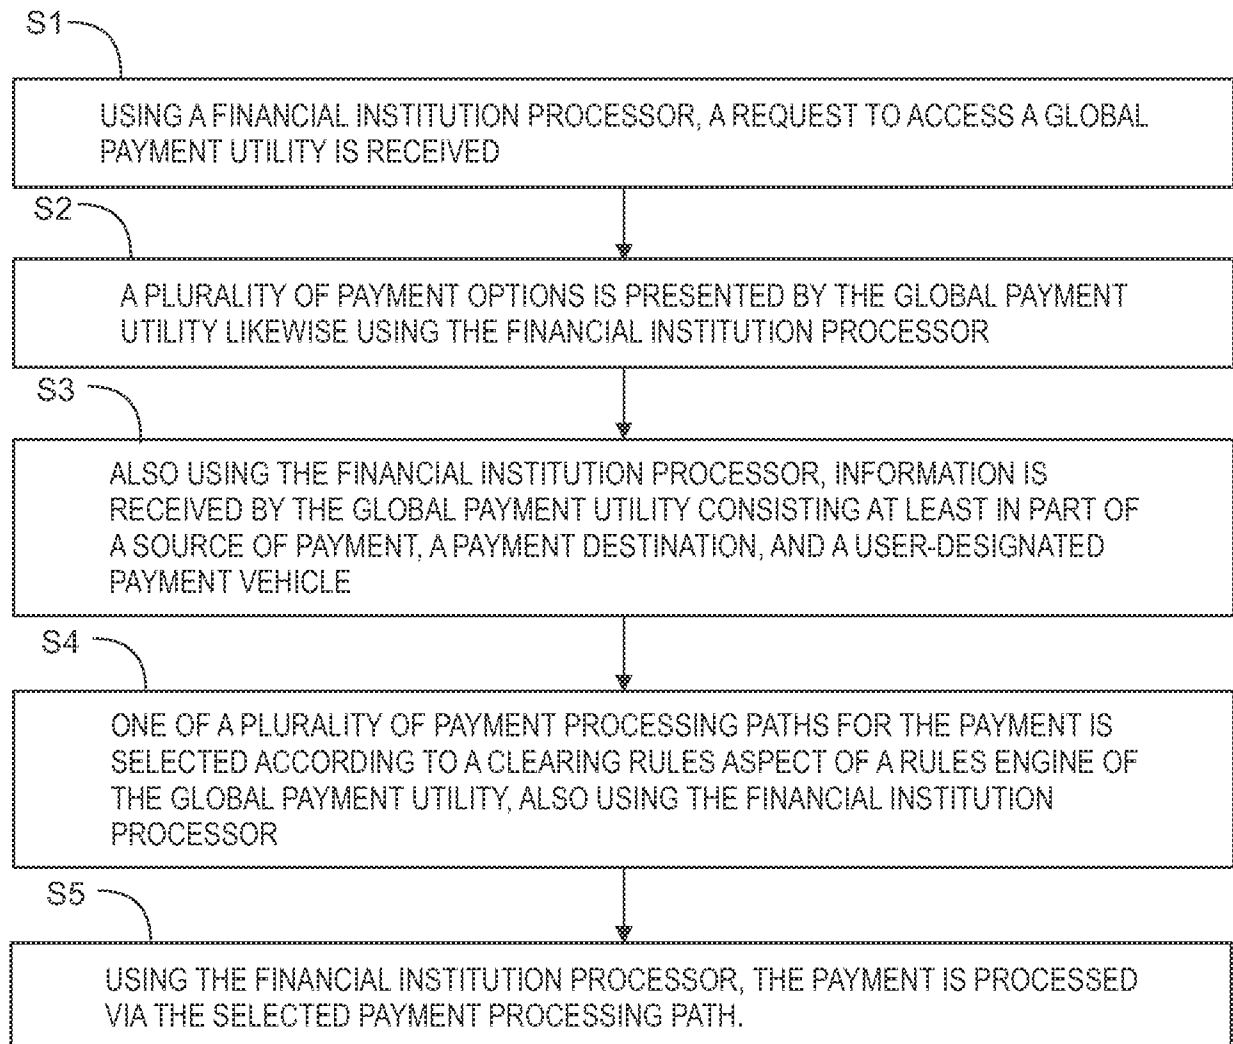 S1
USING A FINANCIAL INSTITUTION PROCESSOR, A REQUEST TO ACCESS A GLOBAL
PAYMENT UTILITY IS RECEIVED
S2
A PLURALITY OF PAYMENT OPTIONS IS PRESENTED BY THE GLOBAL PAYMENT
UTILITY LIKEWISE USING THE FINANCIAL INSTITUTION PROCESSOR
S3
ALSO USING THE FINANCIAL INSTITUTION PROCESSOR, INFORMATION IS
RECEIVED BY THE GLOBAL PAYMENT UTILITY CONSISTING AT LEAST IN PART OF
A SOURCE OF PAYMENT, A PAYMENT DESTINATION, AND A USER-DESIGNATED
PAYMENT VEHICLE
S4
ONE OF A PLURALITY OF PAYMENT PROCESSING PATHS FOR THE PAYMENT IS
SELECTED ACCORDING TO A CLEARING RULES ASPECT OF A RULES ENGINE OF
THE GLOBAL PAYMENT UTILITY, ALSO USING THE FINANCIAL INSTITUTION
PROCESSOR
S5
USING THE FINANCIAL INSTITUTION PROCESSOR, THE PAYMENT IS PROCESSED
VIA THE SELECTED PAYMENT PROCESSING PATH.